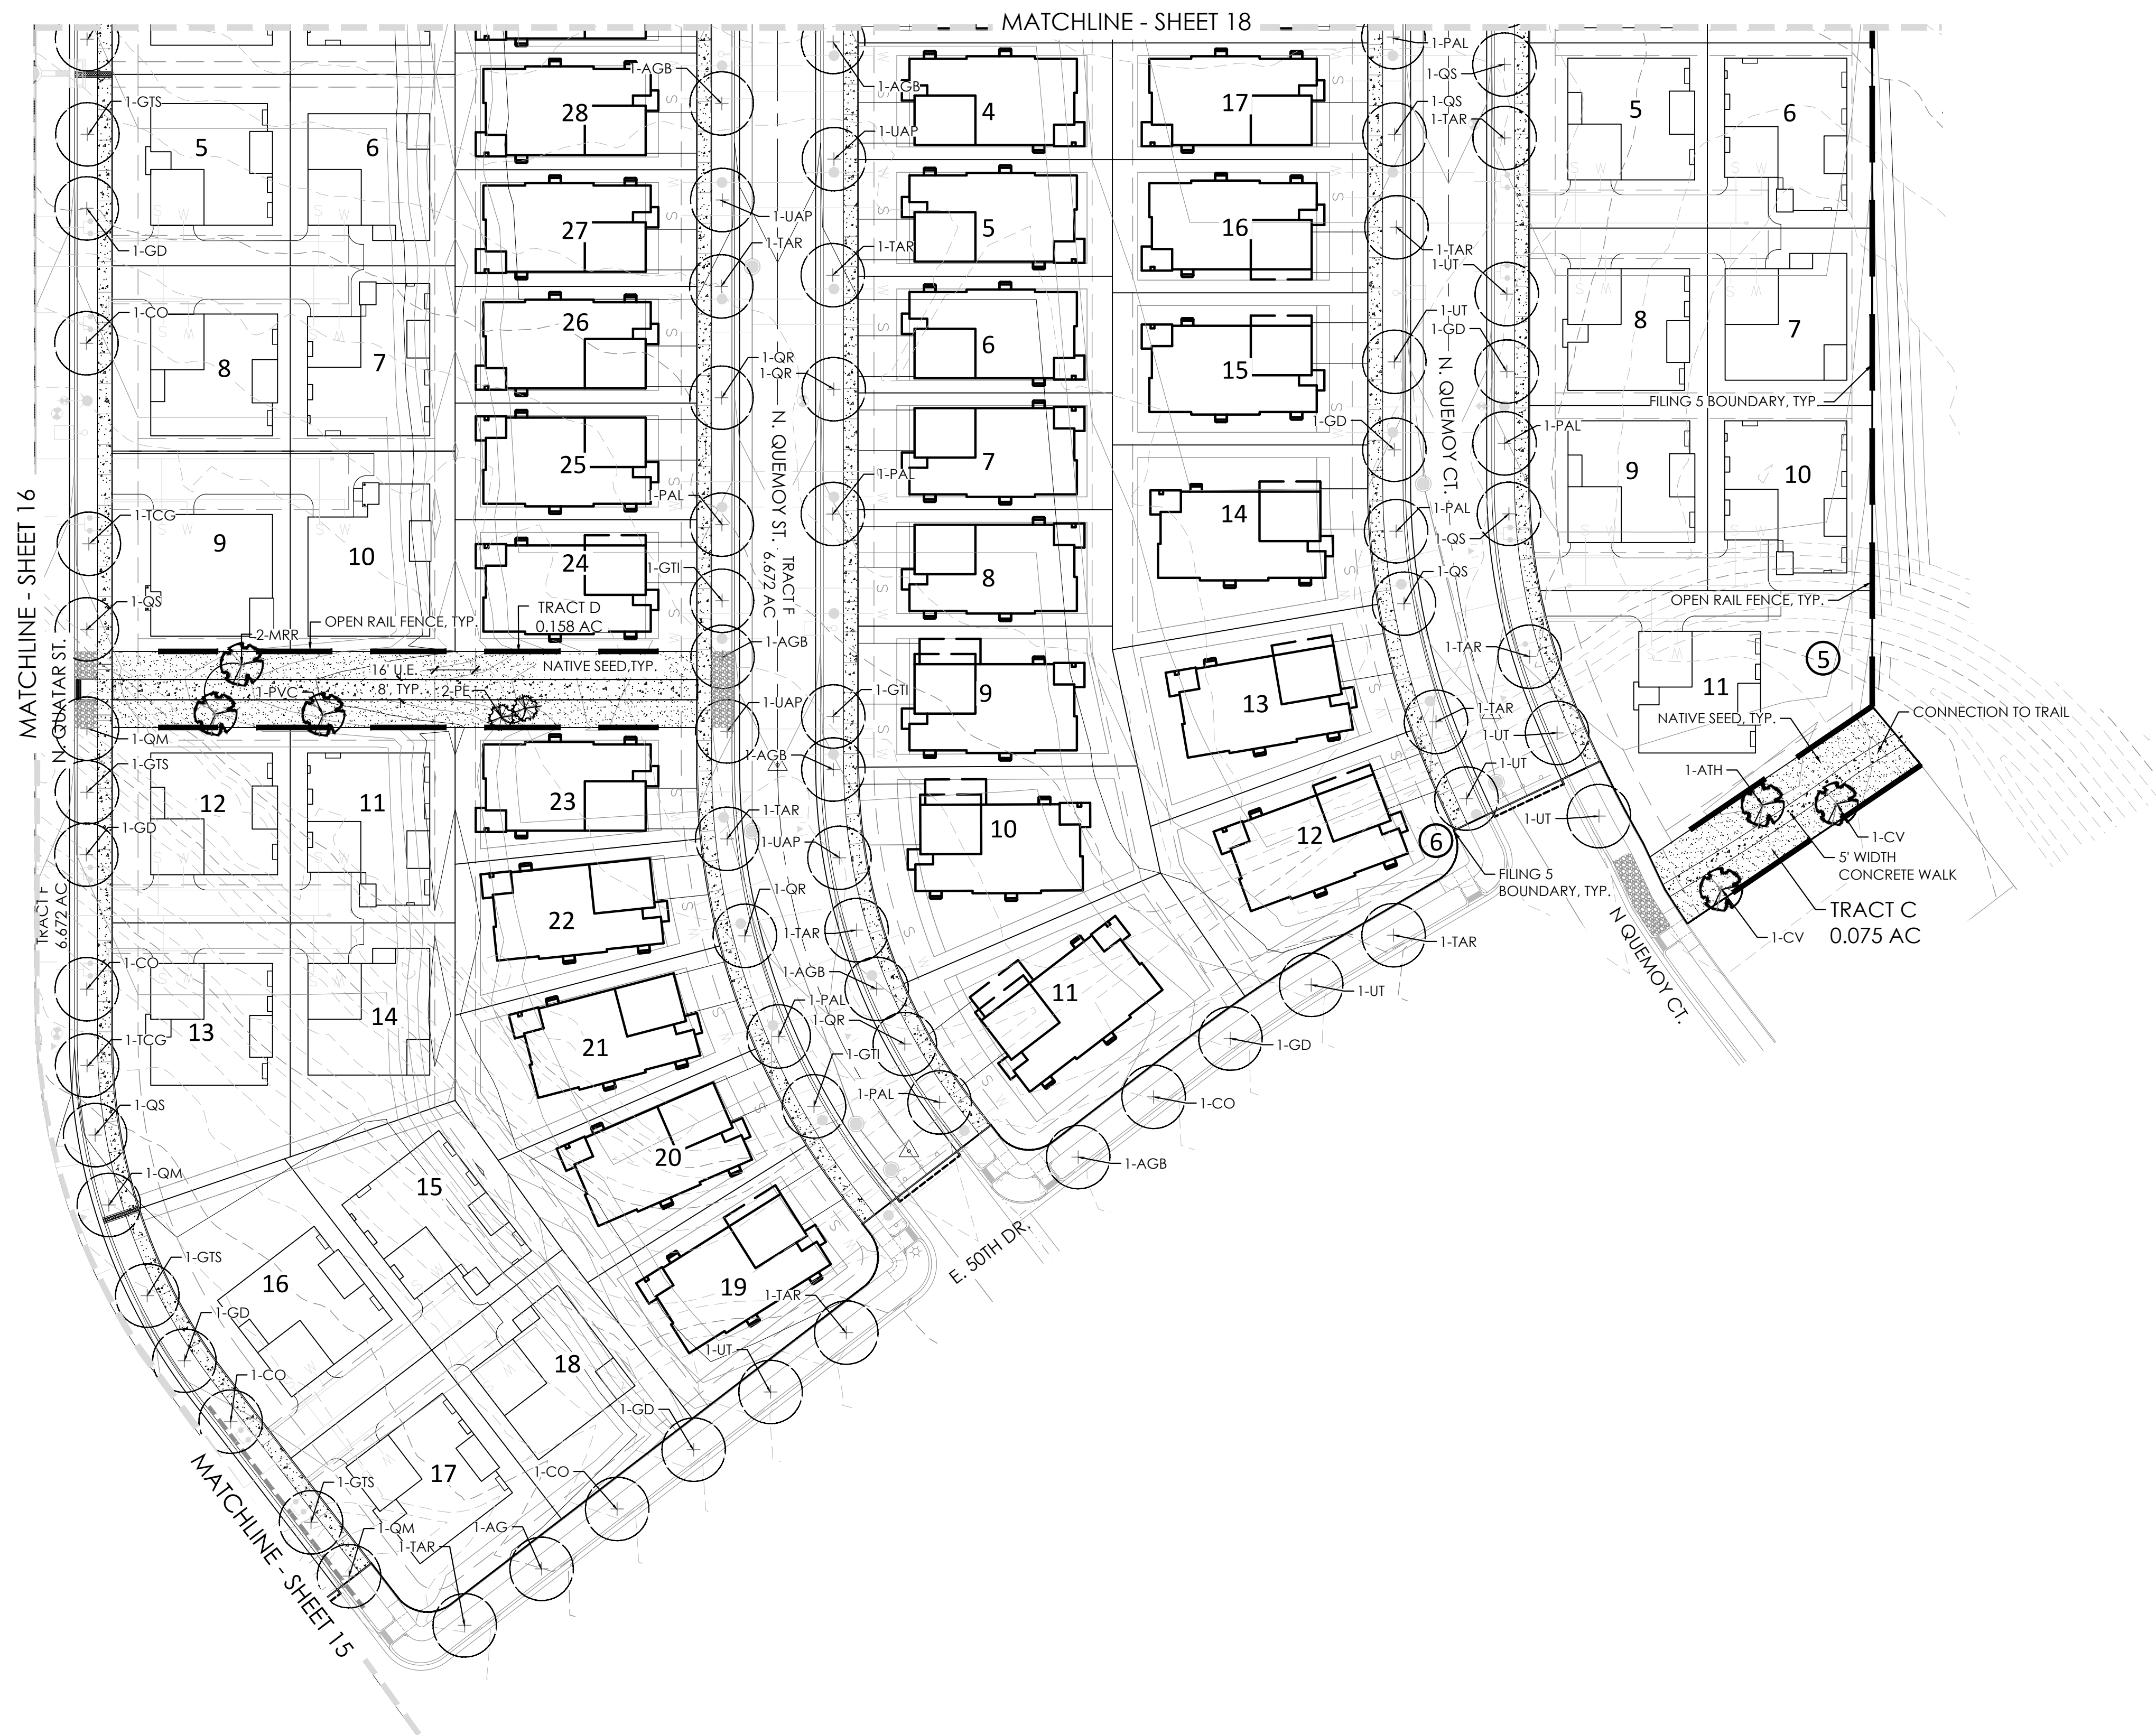 MATCHLINE - SHEET 18
1-PAL
1-AGB
1-QS
1-AGB
1-GTS
28
4
17
1-QS
1-TAR
5
6
5
6
1-UAP
1-UAP
27
5
16
1-GD
1-TAR
1-TAR
1-TAR
1-UT
1-CO
26
6
1-UT
1-GD
8
7
8
7
1-QR
1-QR
15
N. QUEMOY CT.
FILING 5 BOUNDARY, TYP.
1-GD
1-PAL
25
7
9
10
1-PAL
1-PAL
N. QUEMOY ST.
MATCHLINE - SHEET 16
1-TCG
14
1-PAL
1-QS
9
10
24
1-GTI
TRACT F
6.672 AC
8
1-QS
1-QS
OPEN RAIL FENCE, TYP.
TRACT D
0.158 AC
OPEN RAIL FENCE, TYP.
N. QUATAR ST.
2-MRR
1-AGB
1-TAR
5
16' U.E.
NATIVE SEED,TYP.
8' TYP.
1-PVC
2-PE
1-GTI
9
11
1-UAP
13
1-TAR
NATIVE SEED, TYP.
CONNECTION TO TRAIL
1-QM
1-UT
1-GTS
1-AGB
1-UT
1-ATH
12
11
23
1-TAR
10
12
6
1-UT
1-GD
1-UAP
1-CV
5' WIDTH
CONCRETE WALK
FILING 5
BOUNDARY, TYP.
TRACT F
6.672 AC
22
1-QR
TRACT C
0.075 AC
1-TAR
1-TAR
1-CV
N QUEMOY CT.
1-CO
1-AGB
11
1-UT
1-PAL
14
13
1-QR
1-TCG
21
1-GTI
1-GD
1-PAL
1-QS
1-CO
20
1-QM
15
1-AGB
1-GTS
E. 50TH DR.
16
19
1-TAR
1-GD
1-UT
18
1-CO
1-GD
17
1-CO
1-GTS
MATCHLINE - SHEET 15
1-QM
1-AG
1-TAR